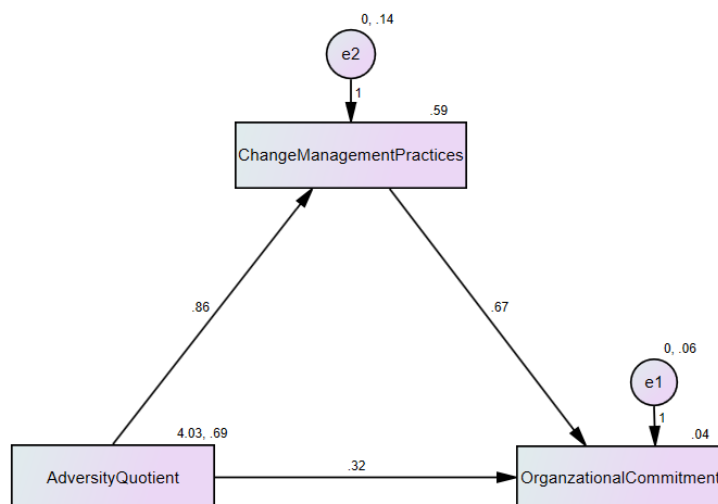 0, .14
e2
1
.59
ChangeManagementPractices
.86
.67
0, .06
e1
1
4.03, .69
.04
AdversityQuotient
.32
OrganzationalCommitment